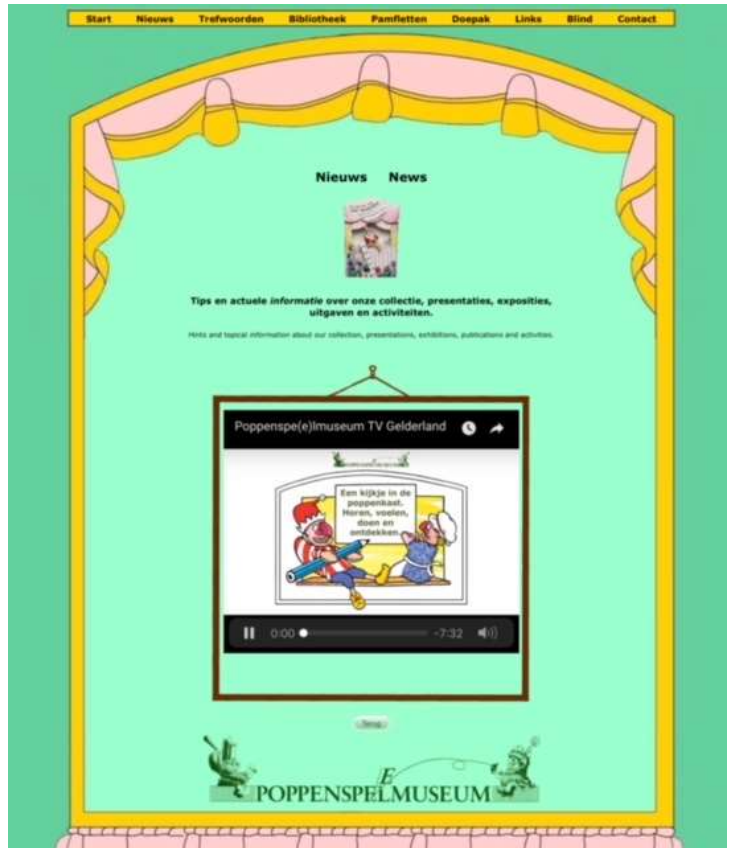 Start Nieuws Trefwoorden Bibliotheek Pamfletten Doepak Links Blind Contact
Nieuws News
Tips en actuele informatie over onze collectie, presentaties, exposities,
uitgaven en activiteiten.
Hints and topical information about our collection, presentations, exhibitions, publications and activities.
Poppenspe(e)lmuseum TV Gelderland
Een kijkje in de
poppenkast.
Horen, voelen,
doen en
ontdekken.
0:00 -7:32
Terug
E
POPPENSPELMUSEUM